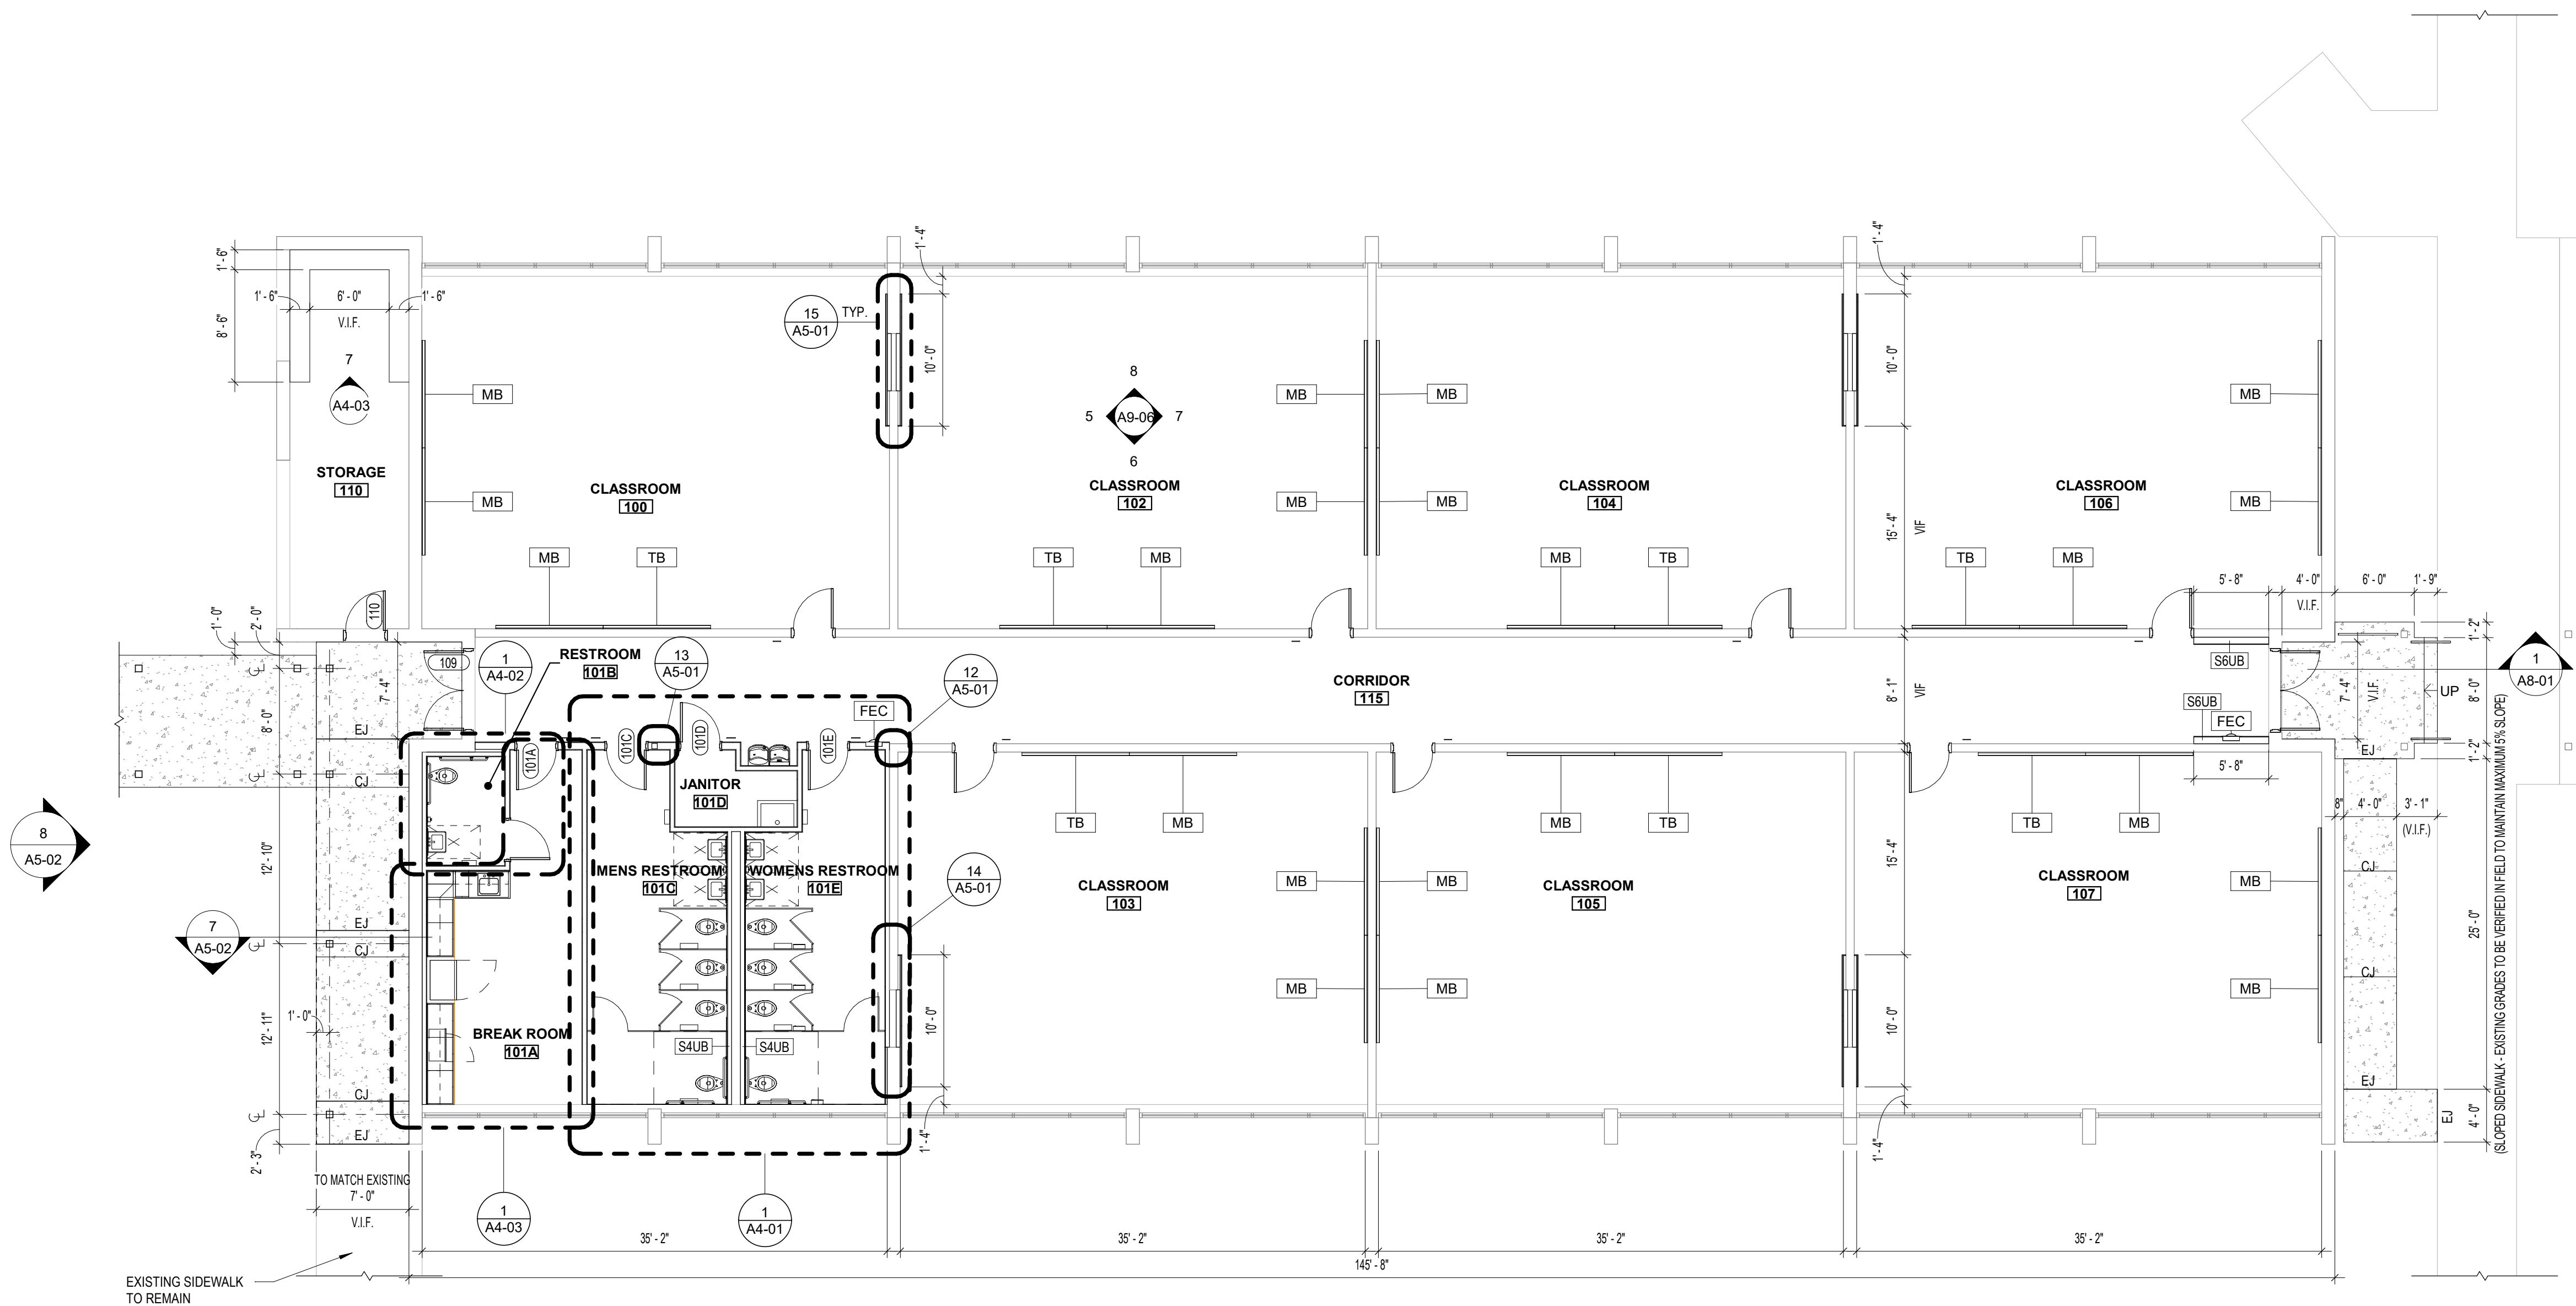 1' - 6"
8' - 6"
1' - 6"
6' - 0"
1' - 6"
V.I.F.
7
A4-03
STORAGE
110
110
MB
MB
CLASSROOM
100
MB
TB
15
A5-01
TYP.
1' - 4"
10' - 0"
8
5
A9-06
7
6
CLASSROOM
102
MB
MB
TB
MB
MB
MB
CLASSROOM
104
MB
TB
1' - 4"
10' - 0"
15' - 4"
VIF
CLASSROOM
106
MB
MB
TB
MB
5' - 8"
4' - 0"
V.I.F.
6' - 0"
1' - 9"
1' - 0"
2' - 0"
109
7' - 4"
EJ
CL
8' - 0"
CL
CJ
1
A4-02
RESTROOM
101B
13
A5-01
12
A5-01
CORRIDOR
115
8' - 1"
VIF
S6UB
S6UB
FEC
5' - 8"
7' - 4"
V.I.F.
UP
1' - 2"
8' - 0"
1' - 2"
1
A8-01
EJ
FEC
101A
101C
101D
101E
JANITOR
101D
8
A5-02
12' - 10"
7
A5-02
EJ
CL
CJ
MENS RESTROOM
101C
WOMENS RESTROOM
101E
14
A5-01
TB
MB
CLASSROOM
103
MB
MB
MB
MB
MB
TB
CLASSROOM
105
15' - 4"
10' - 0"
1' - 4"
TB
MB
CLASSROOM
107
MB
MB
8"
4' - 0"
3' - 1"
(V.I.F.)
CJ
CJ
EJ
EJ
25' - 0"
4' - 0"
(SLOPED SIDEWALK - EXISTING GRADES TO BE VERIFIED IN FIELD TO MAINTAIN MAXIMUM 5% SLOPE)
1' - 0"
12' - 11"
BREAK ROOM
101A
S4UB
S4UB
10' - 0"
1' - 4"
CJ
CL
EJ
2' - 3"
TO MATCH EXISTING
7' - 0"
V.I.F.
1
A4-03
1
A4-01
35' - 2"
35' - 2"
35' - 2"
35' - 2"
145' - 8"
EXISTING SIDEWALK
TO REMAIN